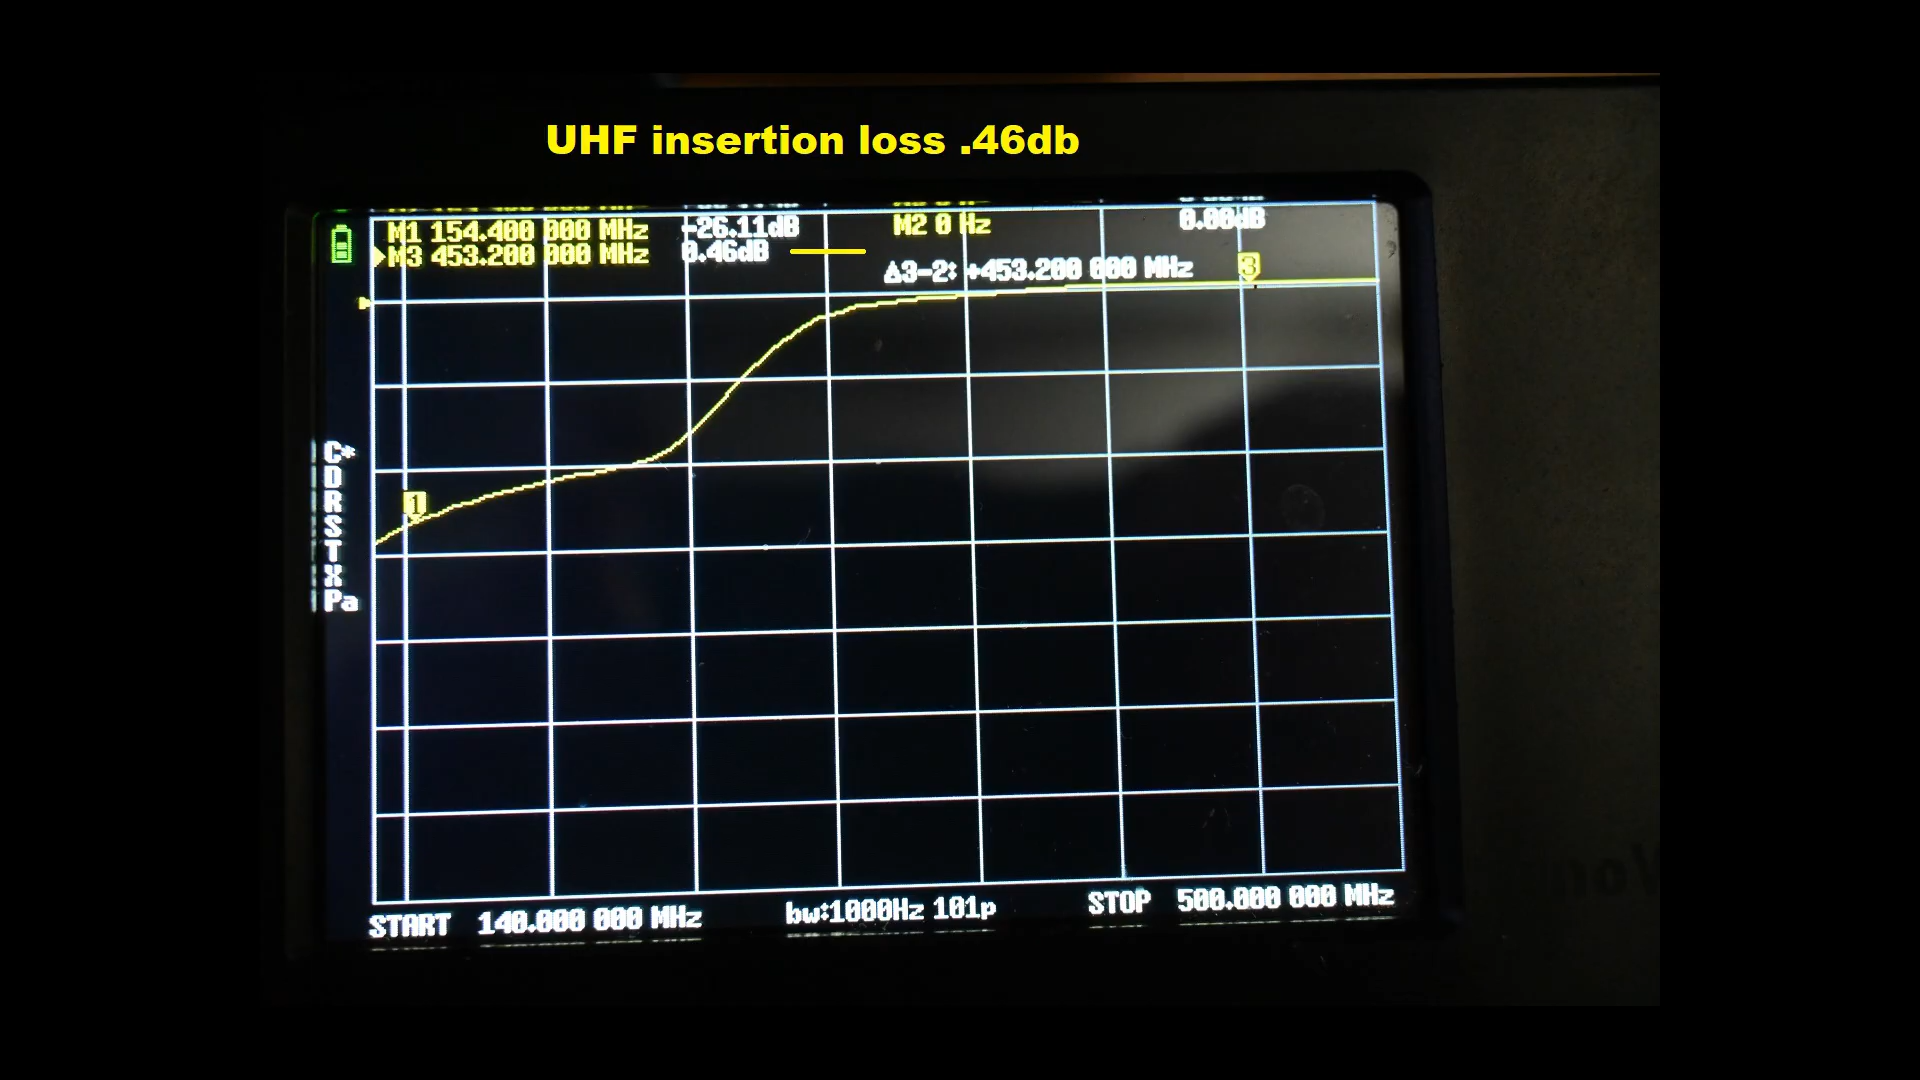 UHF insertion loss .46db
M1 154.400 000 MHz -26.11dB M2 0 Hz 0.00dB
M3 453.200 000 MHz 0.46dB
Δ3-2: +453.200 000 MHz
3
1
C*
D
R
S
T
X
Pa
START 140.000 000 MHz bw:1000Hz 101p STOP 500.000 000 MHz